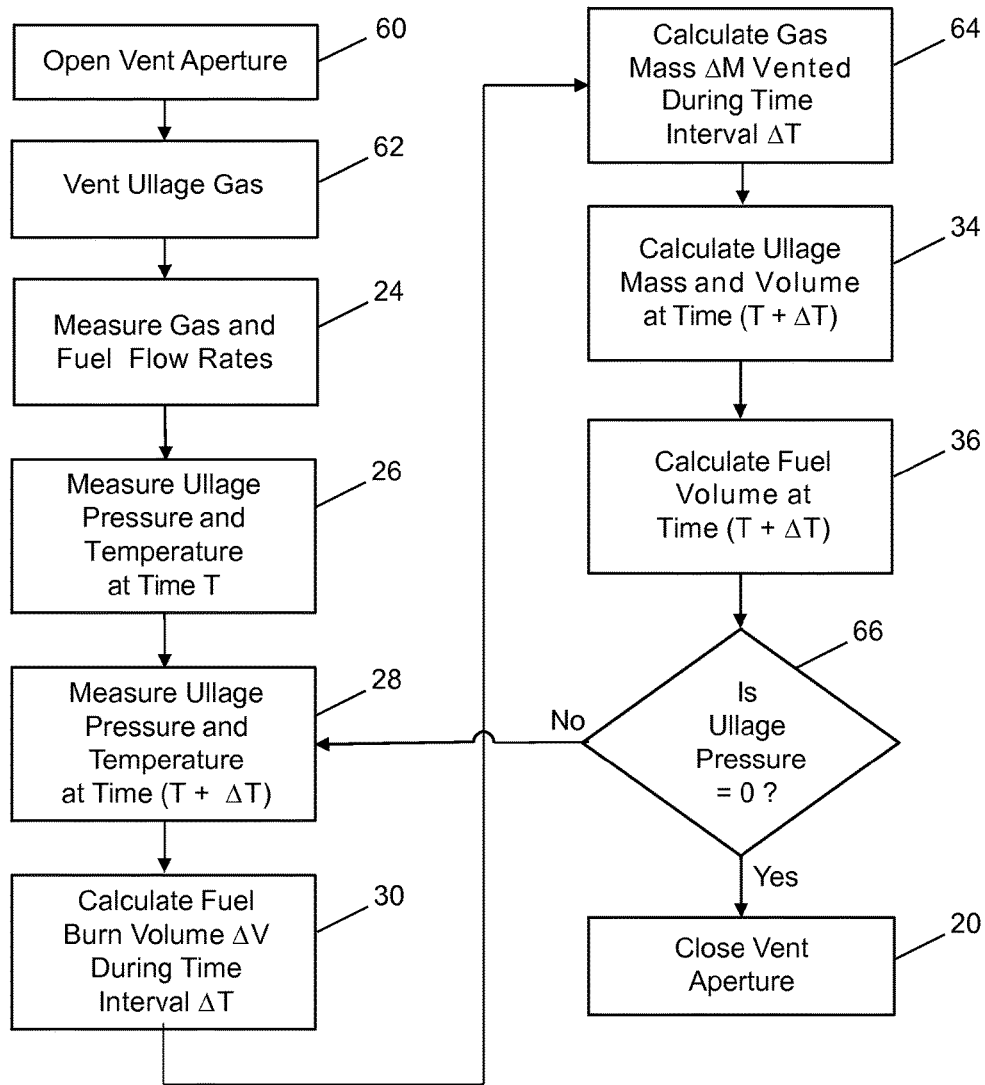 60
Open Vent Aperture
62
Vent Ullage Gas
24
Measure Gas and
Fuel Flow Rates
26
Measure Ullage
Pressure and
Temperature
at Time T
28
Measure Ullage
Pressure and
Temperature
at Time (T + ΔT)
30
Calculate Fuel
Burn Volume ΔV
During Time
Interval ΔT
64
Calculate Gas
Mass ΔM Vented
During Time
Interval ΔT
34
Calculate Ullage
Mass and Volume
at Time (T + ΔT)
36
Calculate Fuel
Volume at
Time (T + ΔT)
66
Is
Ullage
Pressure
= 0 ?
No
Yes
20
Close Vent
Aperture